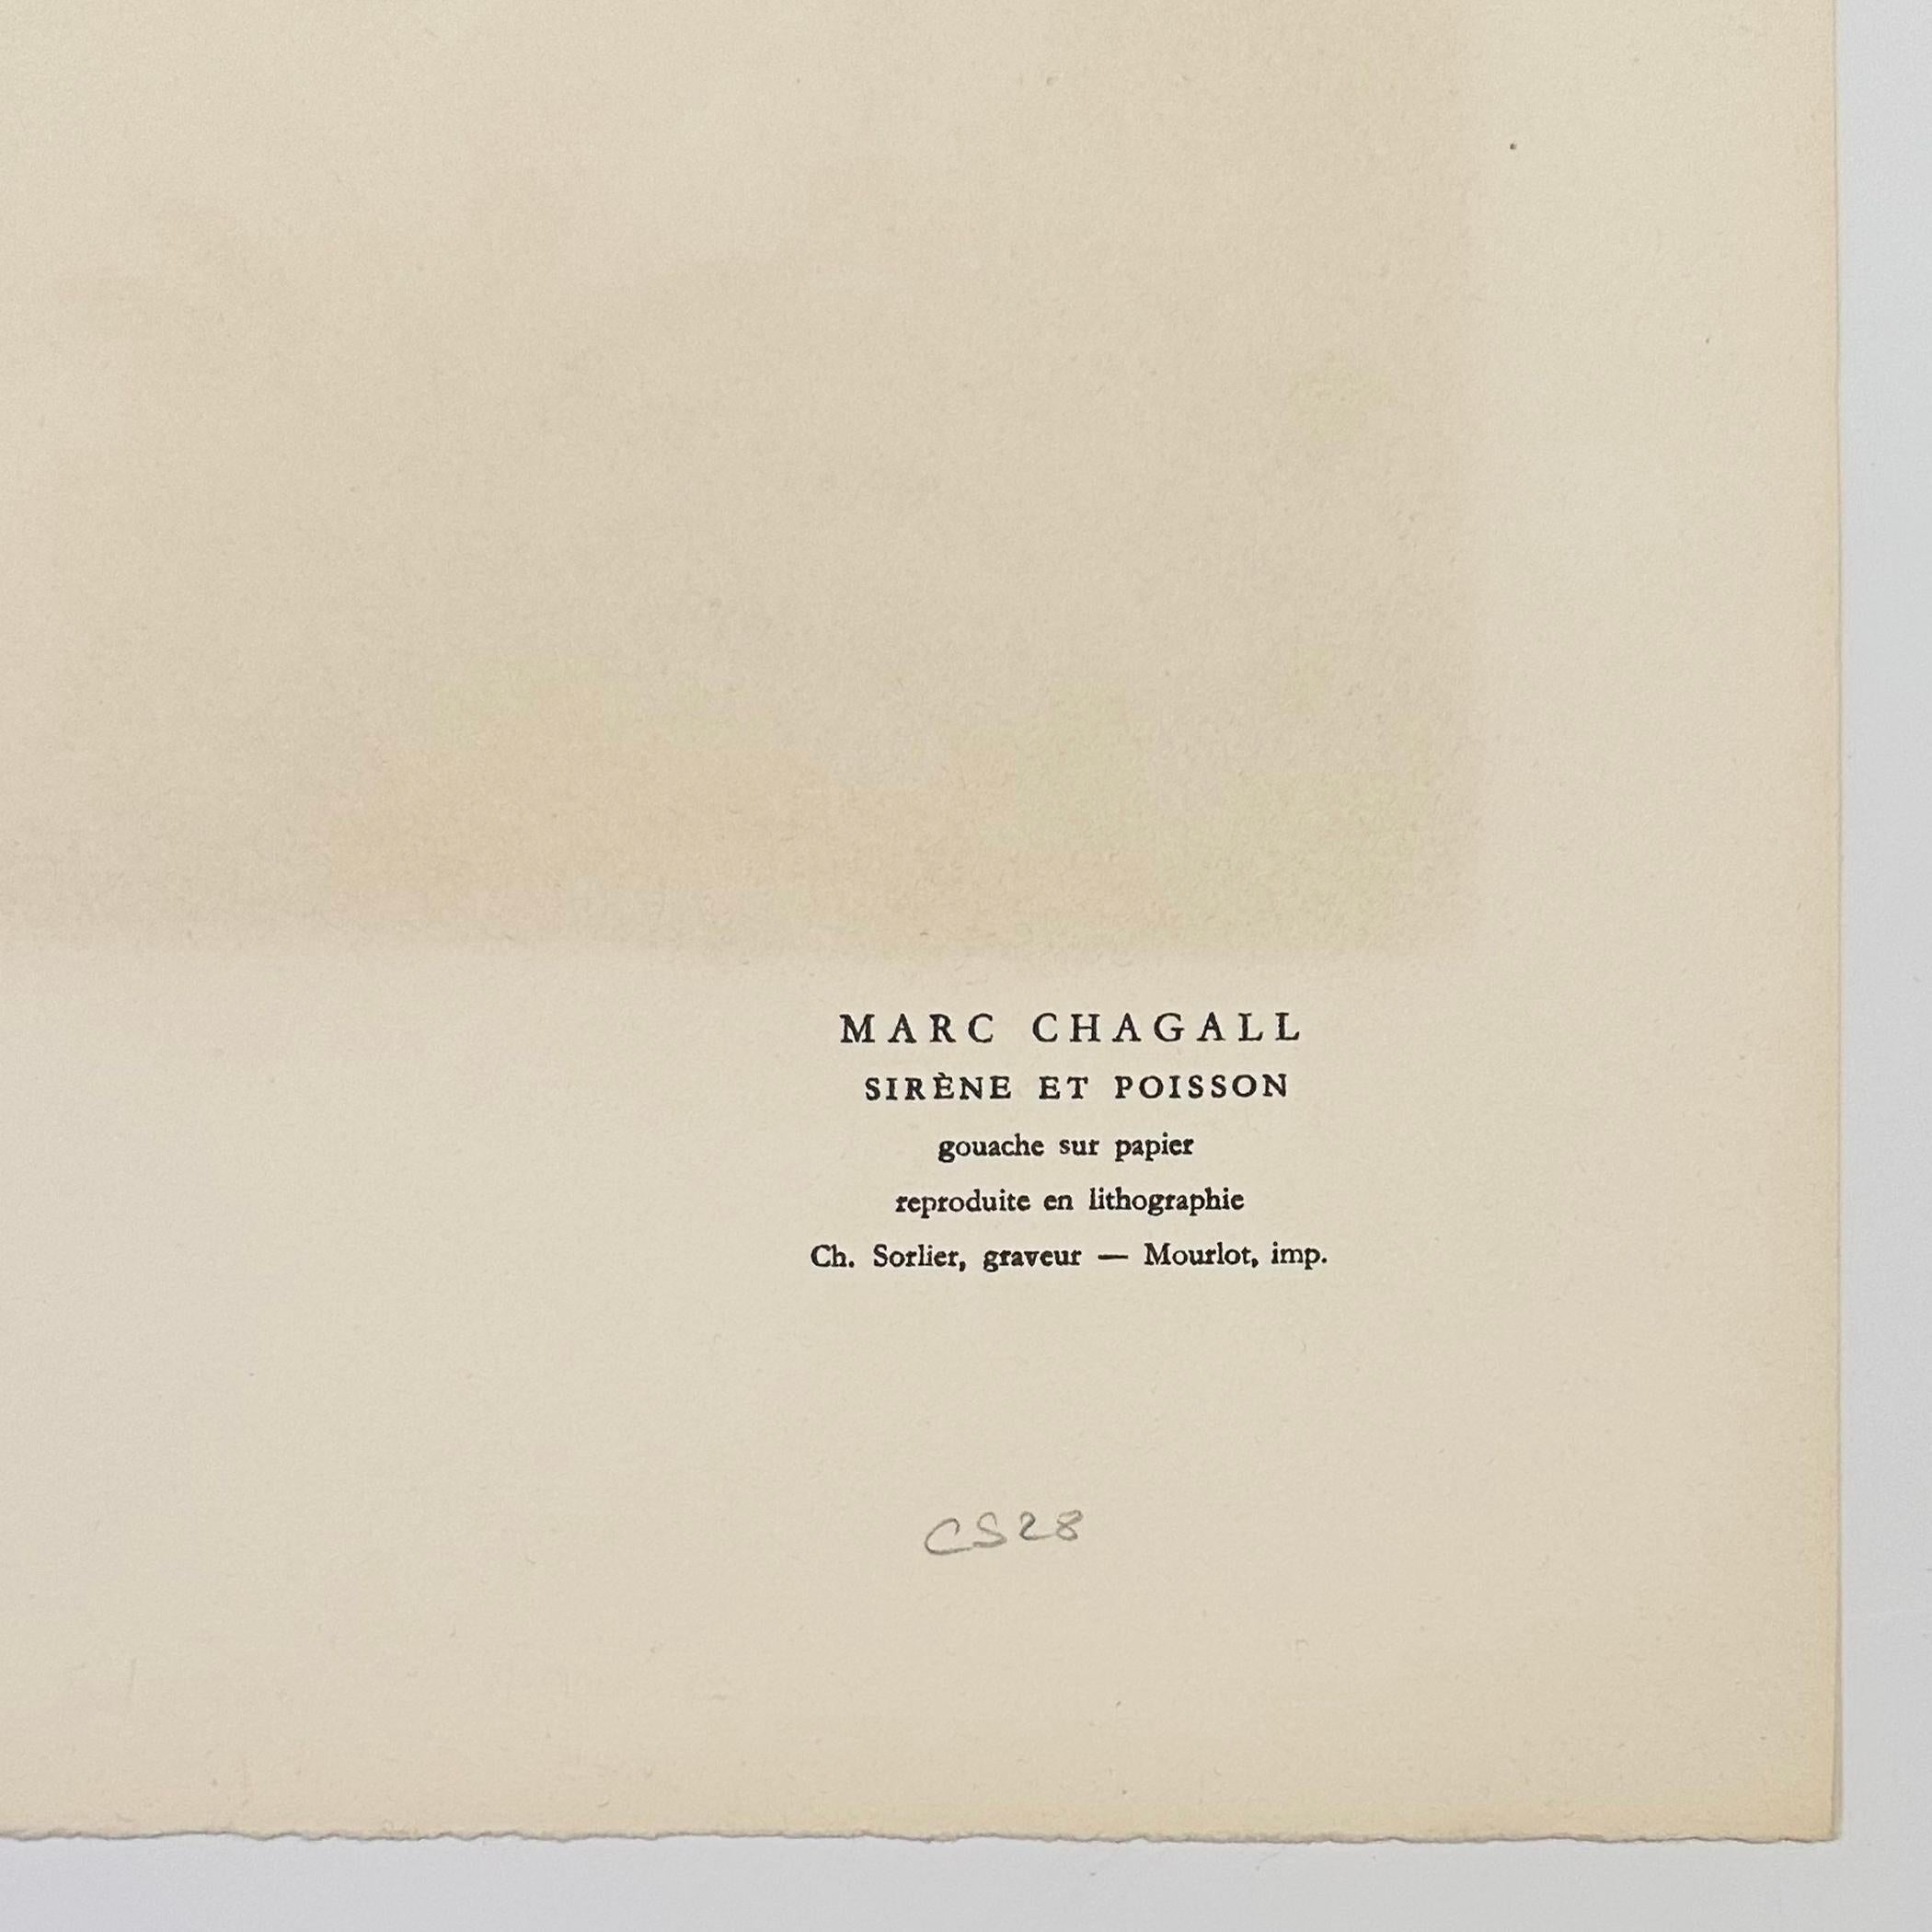 MARC CHAGALL
SIRÈNE ET POISSON
gouache sur papier
reproduite en lithographie
Ch. Sorlier, graveur — Mourlot, imp.
CS28